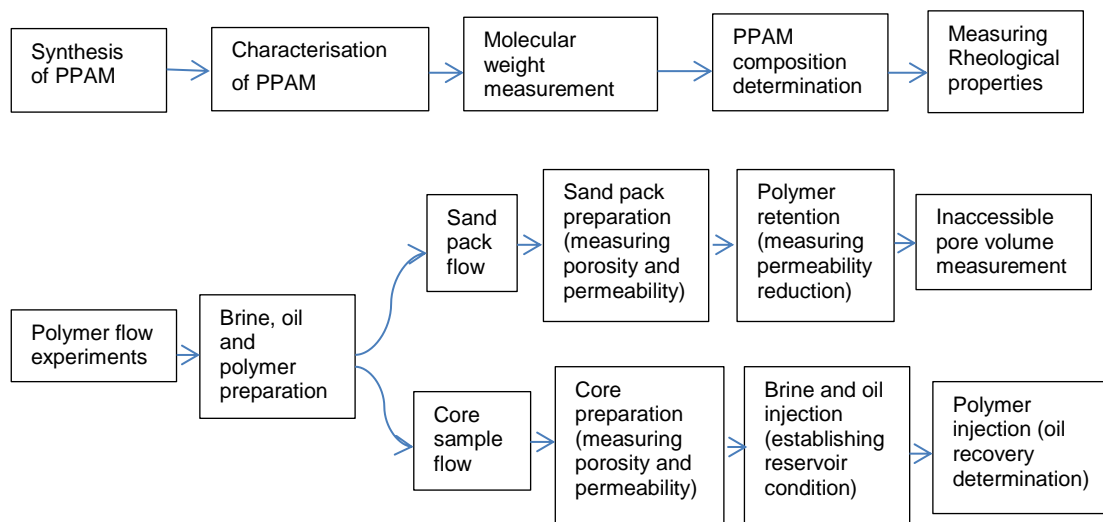 Synthesis
of PPAM
Characterisation
of PPAM
Molecular
weight
measurement
PPAM
composition
determination
Measuring
Rheological
properties
Polymer flow
experiments
Brine, oil
and
polymer
preparation
Sand
pack
flow
Sand pack
preparation
(measuring
porosity and
permeability)
Polymer
retention
(measuring
permeability
reduction)
Inaccessible
pore volume
measurement
Core
sample
flow
Core
preparation
(measuring
porosity and
permeability)
Brine and oil
injection
(establishing
reservoir
condition)
Polymer
injection (oil
recovery
determination)